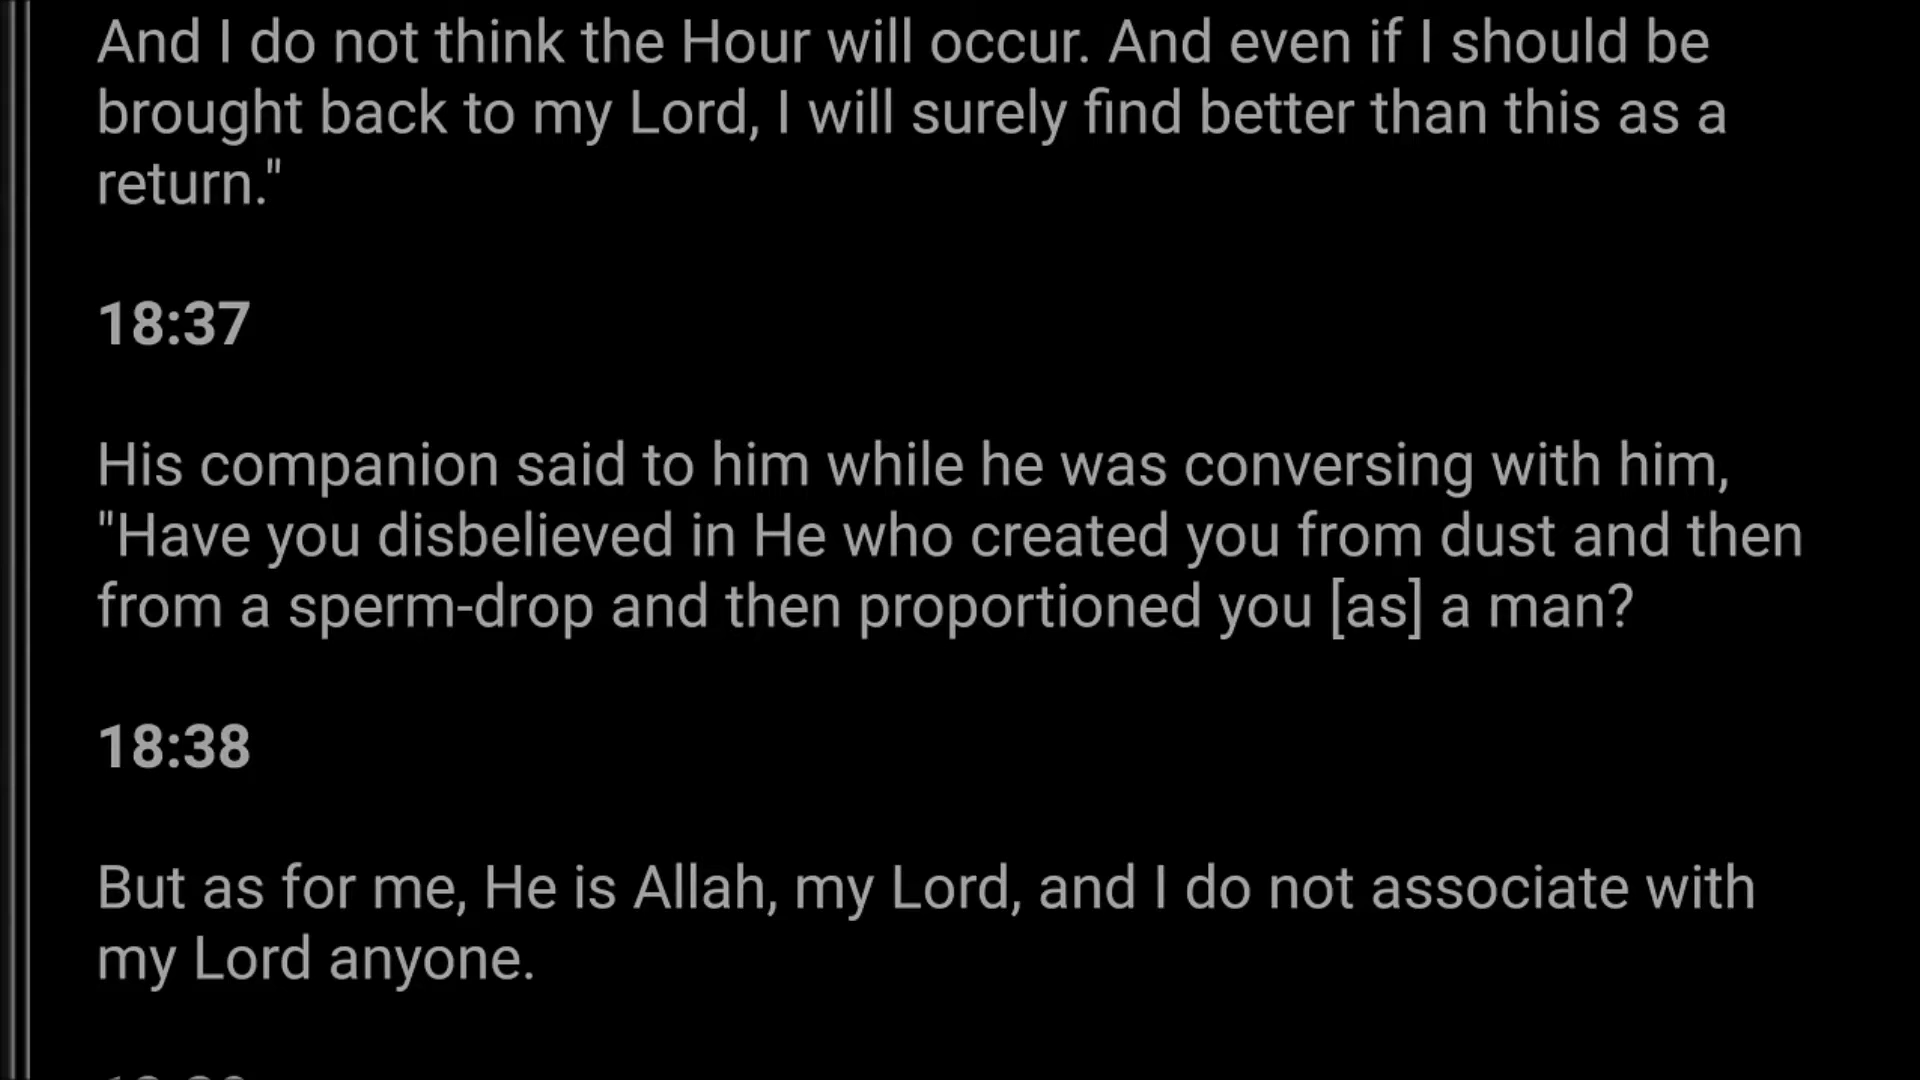 And I do not think the Hour will occur. And even if I should be
brought back to my Lord, I will surely find better than this as a
return."
18:37
His companion said to him while he was conversing with him,
"Have you disbelieved in He who created you from dust and then
from a sperm-drop and then proportioned you [as] a man?
18:38
But as for me, He is Allah, my Lord, and I do not associate with
my Lord anyone.